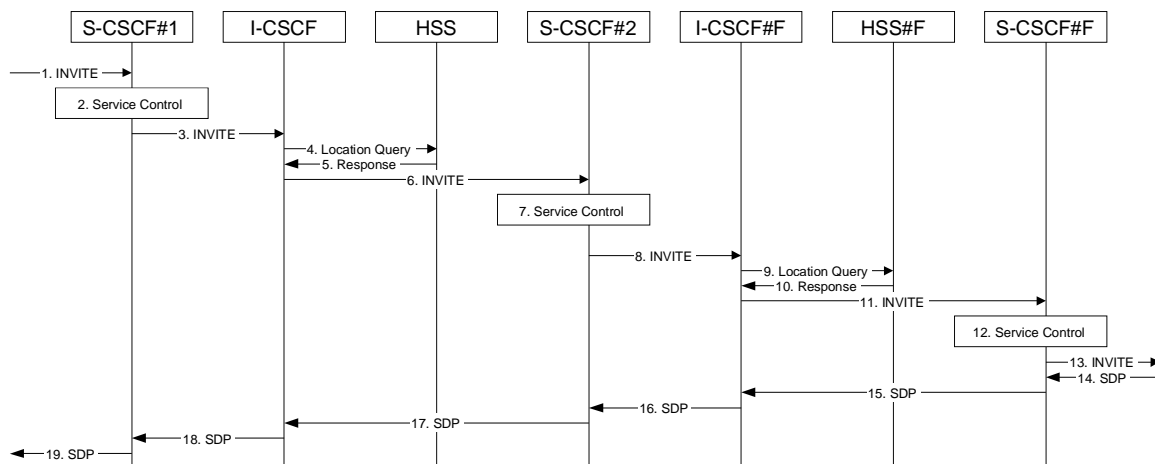 S-CSCF#1
I-CSCF
HSS
S-CSCF#2
I-CSCF#F
HSS#F
S-CSCF#F
1. INVITE
2. Service Control
3. INVITE
4. Location Query
5. Response
6. INVITE
7. Service Control
8. INVITE
9. Location Query
10. Response
11. INVITE
12. Service Control
13. INVITE
14. SDP
15. SDP
16. SDP
17. SDP
18. SDP
19. SDP